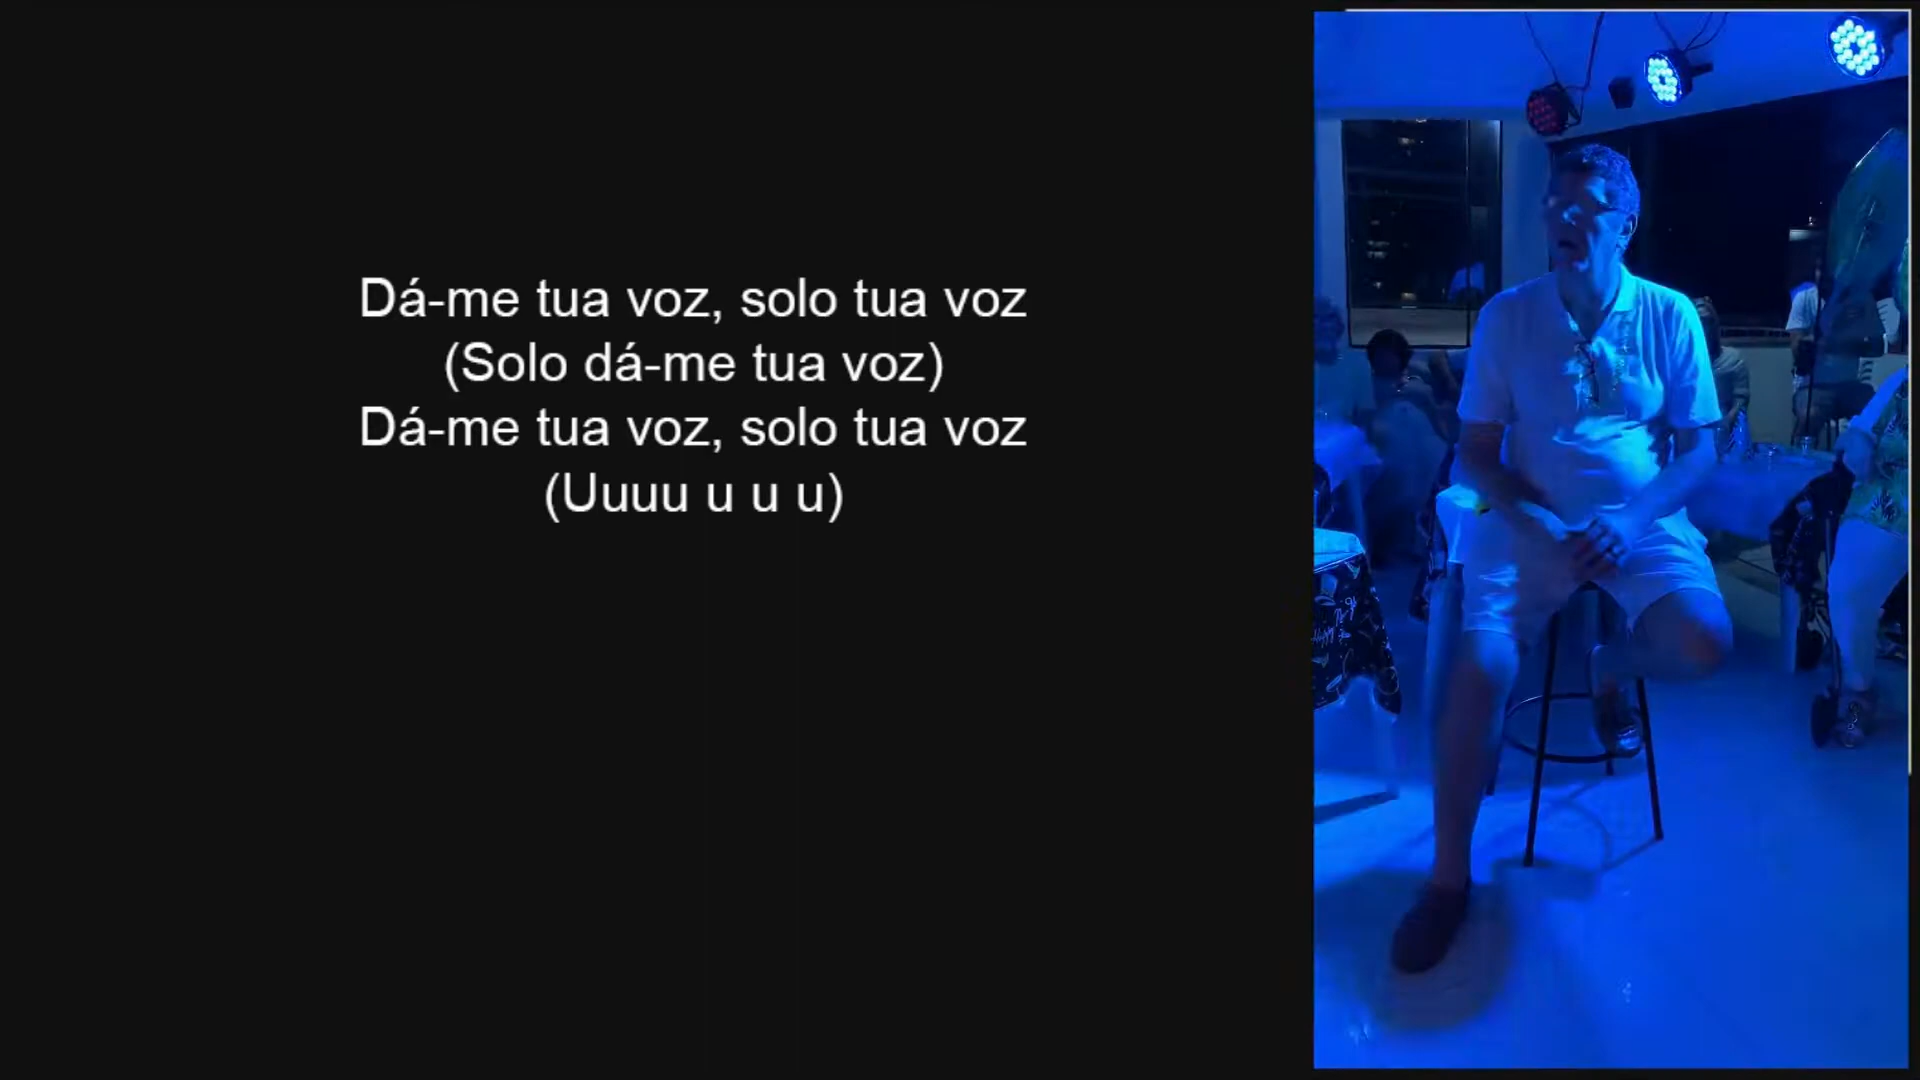 Dá-me tua voz, solo tua voz
(Solo dá-me tua voz)
Dá-me tua voz, solo tua voz
(Uuuu u u u)